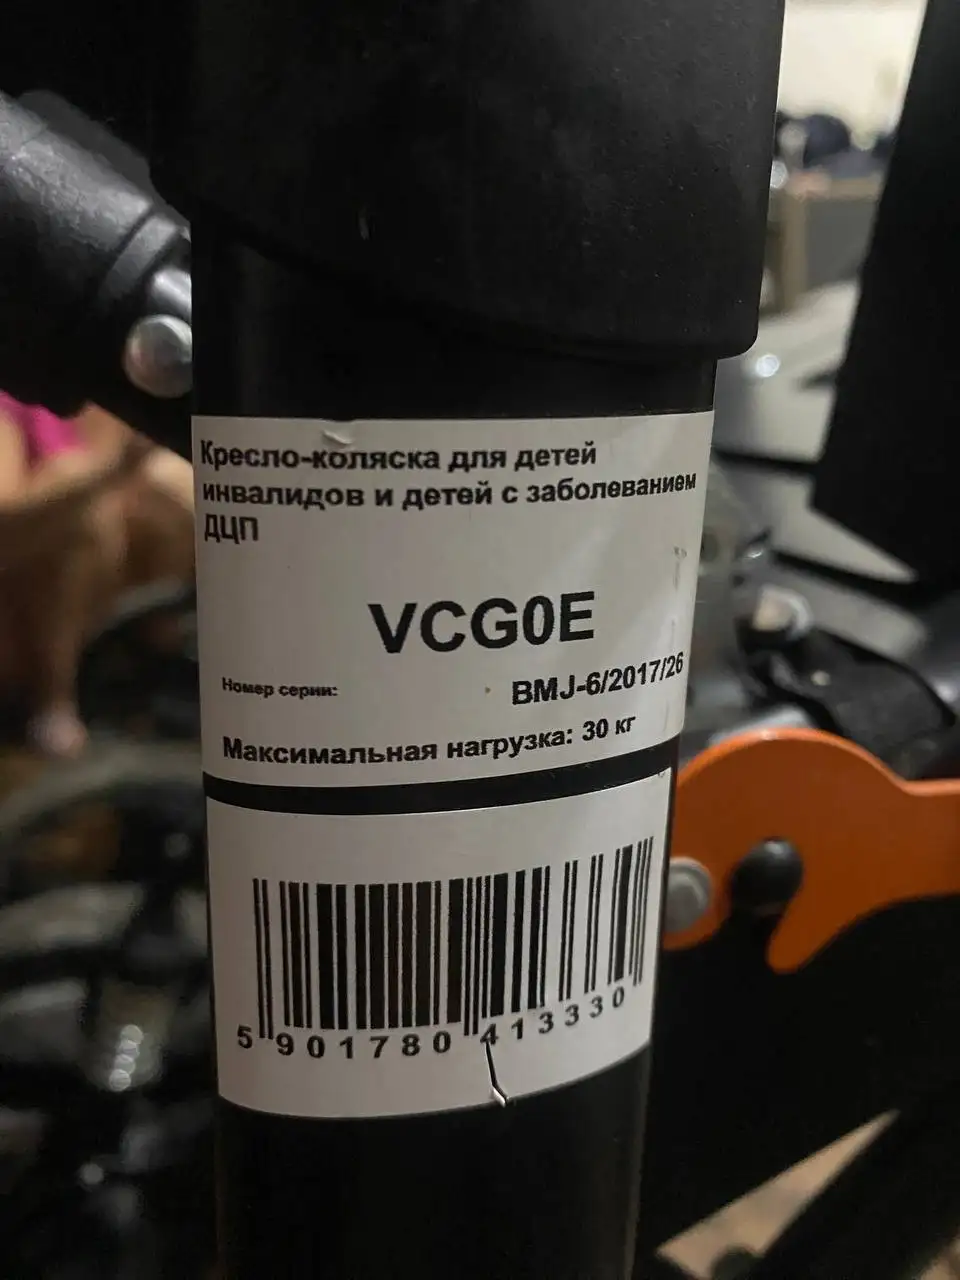 Кресло-коляска для детей
инвалидов и детей с заболеванием
ДЦП
VCG0E
Номер серии: BMJ-6/2017/26
Максимальная нагрузка: 30 кг
5 901780 413330